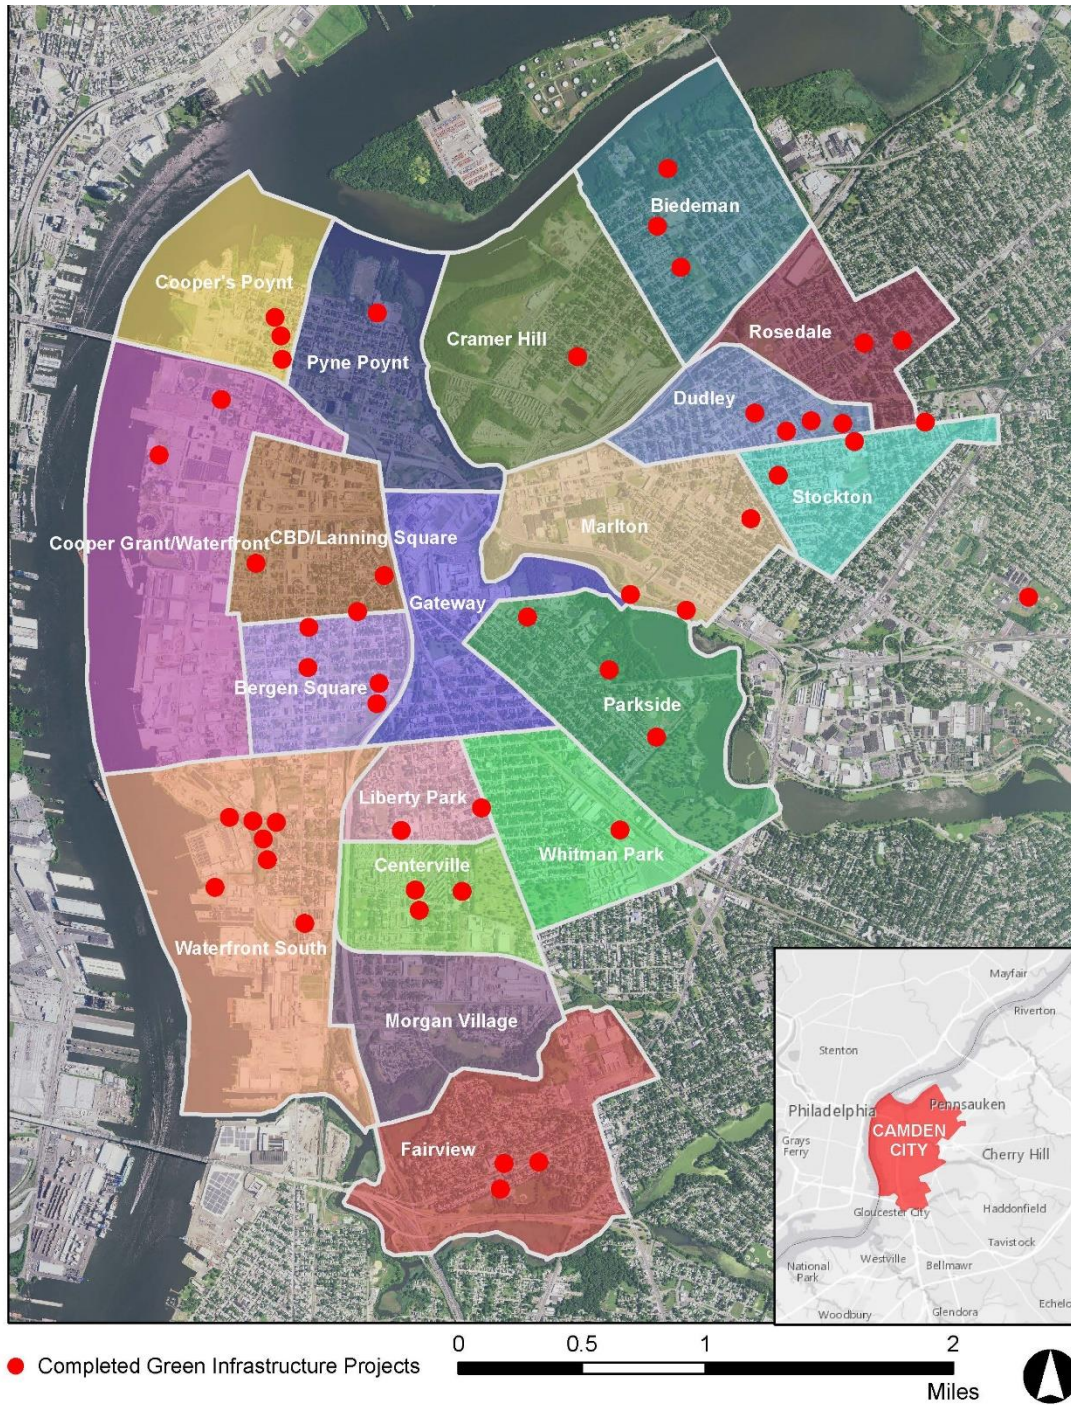 Biedeman
Cooper's Poynt
Rosedale
Cramer Hill
Pyne Poynt
Dudley
Stockton
Marlton
CBD/Lanning Square
Cooper Grant/Waterfront
Gateway
Bergen Square
Parkside
Liberty Park
Whitman Park
Centerville
Waterfront South
Morgan Village
Fairview
Mayfair
Riverton
Stenton
Philadelphia
Pennsauken
CAMDEN
CITY
Grays
Ferry
Cherry Hill
Gloucester City
Haddonfield
Tavistock
Westville
Bellmawr
National
Park
Echelo
Woodbury
Glendora
Completed Green Infrastructure Projects
0 0.5 1 2
Miles